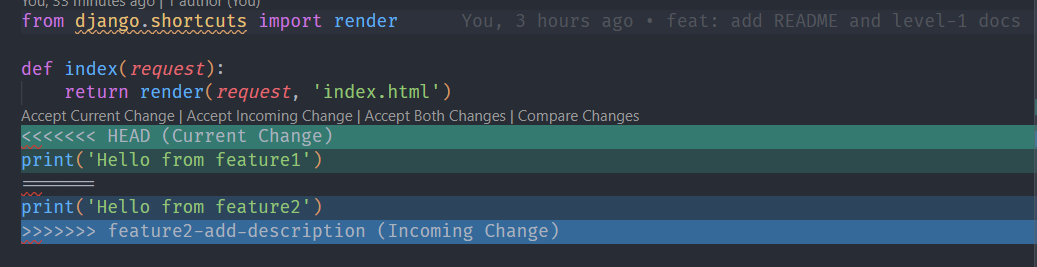 You, 33 minutes ago | 1 author (You)
from django.shortcuts import render You, 3 hours ago • feat: add README and level-1 docs
def index(request):
    return render(request, 'index.html')
Accept Current Change | Accept Incoming Change | Accept Both Changes | Compare Changes
<<<<<<< HEAD (Current Change)
print('Hello from feature1')
=======
print('Hello from feature2')
>>>>>>> feature2-add-description (Incoming Change)